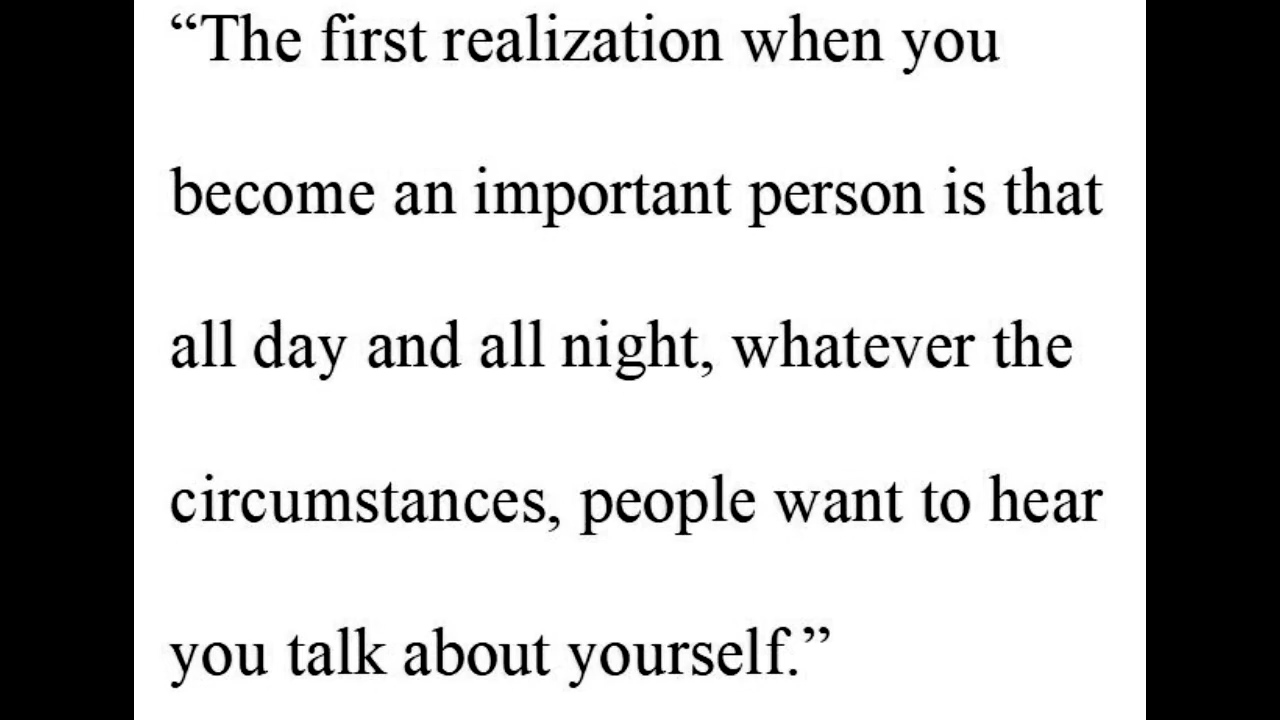 “The first realization when you
become an important person is that
all day and all night, whatever the
circumstances, people want to hear
you talk about yourself.”